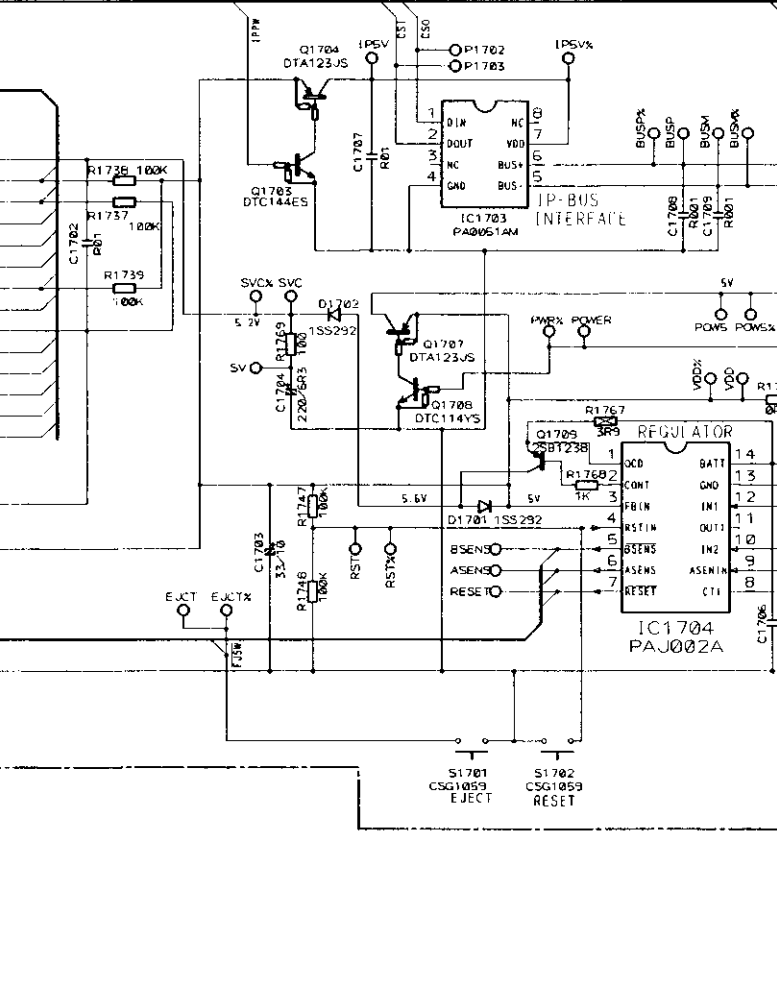 IPPW
CSI
CSO
Q1704
DTA123JS
IP5V
P1702
P1703
IP5V%
1 DIN NC 8
2 DOUT VDD 7
3 NC BUS+ 6
4 GND BUS- 5
IC1703
PA0051AM
IP-BUS
INTERFACE
BUSP%
BUSP
BUSM
BUSM%
C1707
R01
Q1703
DTC144ES
C1708
R001
C1709
R001
R1738 100K
R1737
100K
C1702
R01
R1739
100K
SVC% SVC
5.2V
D1702
1SS292
R1769
100
SV
C1704
220/6R3
Q1707
DTA123JS
Q1708
DTC114YS
PWR% POWER
5V
POW5 POW5%
VDD%
VDD
R1767
3R9
Q1709
2SB1238
R1768
1K
REGULATOR
1 OCD BATT 14
2 CONT GND 13
3 FBIN IN1 12
4 RSTIN OUT1 11
5 BSENS IN2 10
6 ASENS ASENIN 9
7 RESET CT1 8
IC1704
PAJ002A
C1706
5.6V
5V
D1701 1SS292
R1747
100K
C1703
33/10
R1748
100K
RST
RST%
BSENS
ASENS
RESET
EJCT EJCT%
EJSW
S1701
CSG1059
EJECT
S1702
CSG1059
RESET